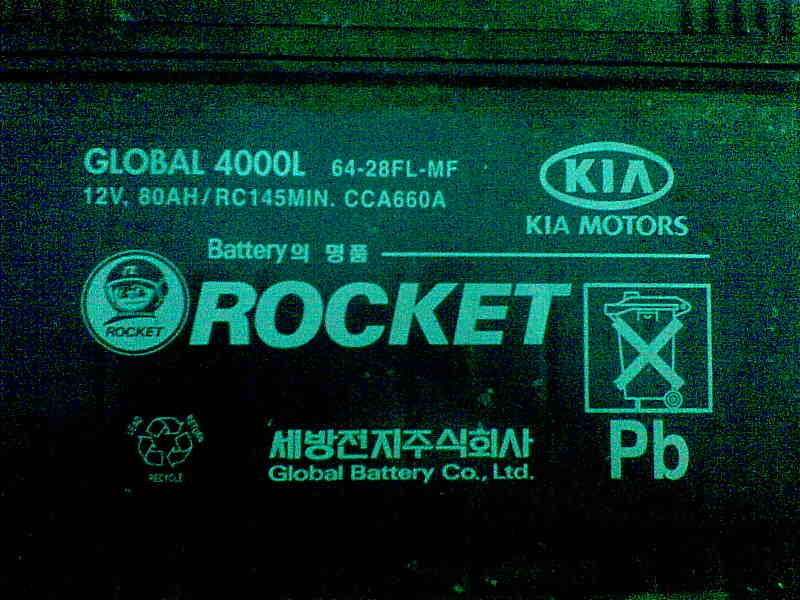 GLOBAL 4000L 64-28FL-MF
12V, 80AH/RC145MIN. CCA660A
KIA
KIA MOTORS
Battery의 명품
ROCKET
ROCKET
Pb
LEAD RETURN
RECYCLE
세방전지주식회사
Global Battery Co., Ltd.